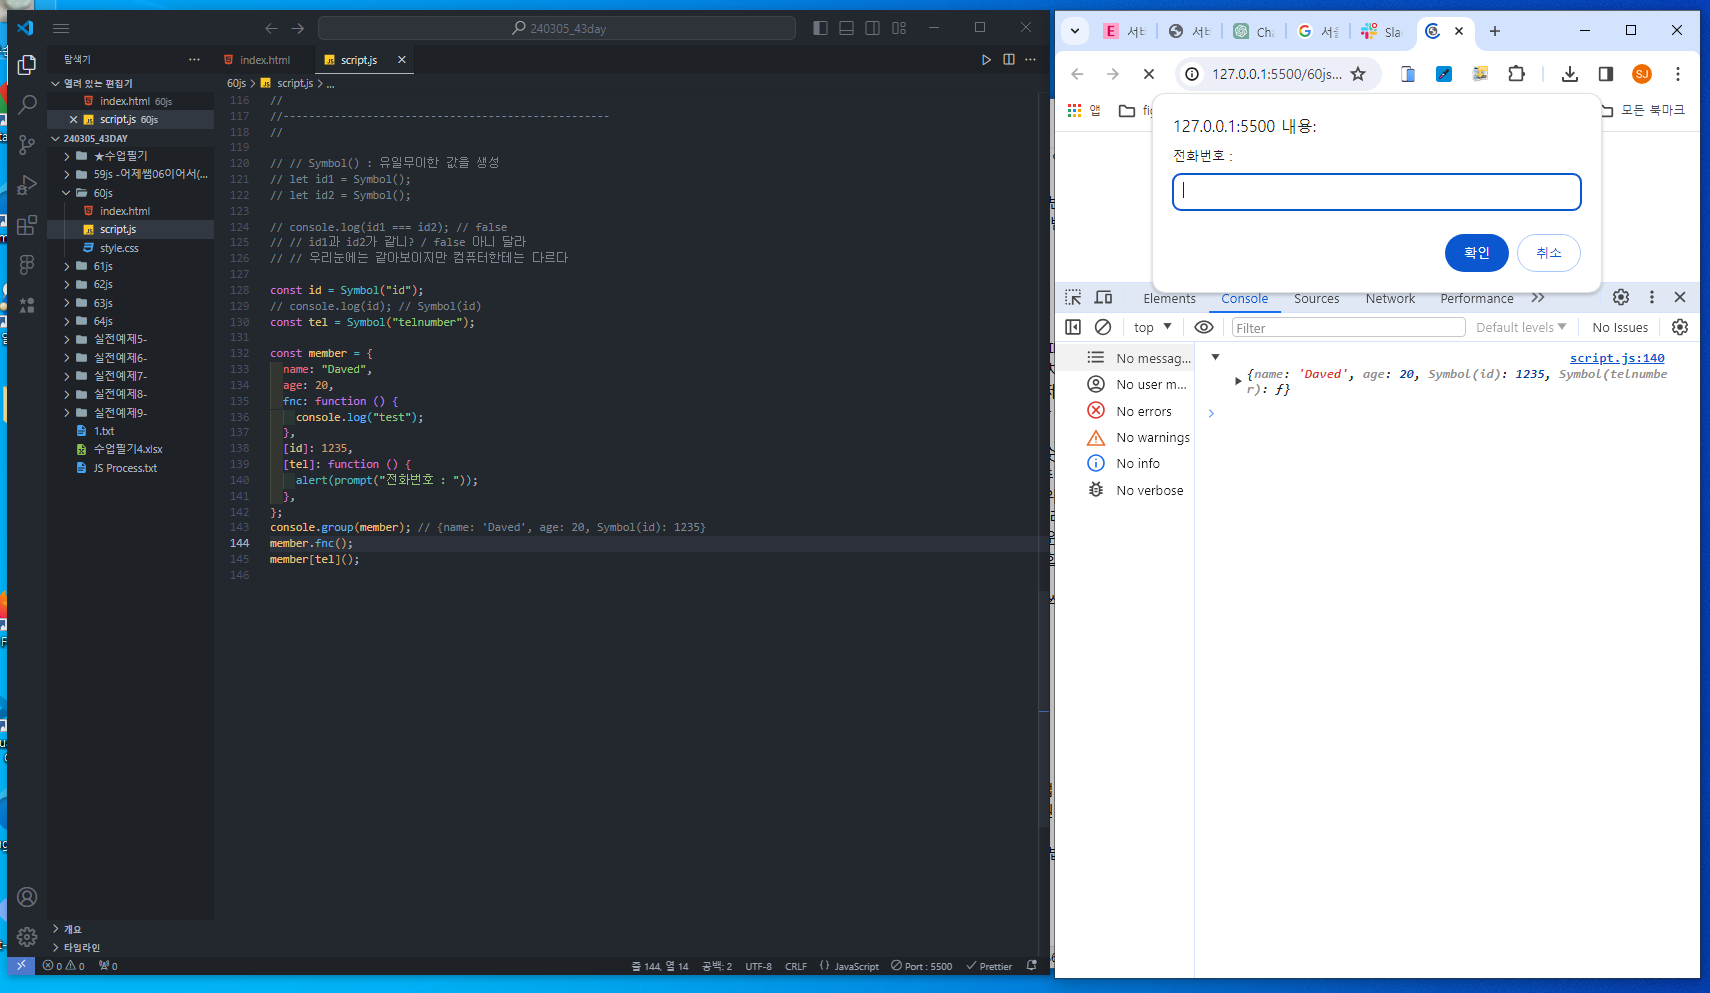 240305_43day
탐색기
열려 있는 편집기
index.html 60js
script.js 60js
240305_43DAY
★수업필기
59js -어제쌤06이어서(...
60js
index.html
script.js
style.css
61js
62js
63js
64js
실전예제5-
실전예제6-
실전예제7-
실전예제8-
실전예제9-
1.txt
수업필기4.xlsx
JS Process.txt
개요
타임라인
index.html
script.js
60js > script.js > ...
116 //
117 //---------------------------------------------------
118 //
119
120 // // Symbol() : 유일무이한 값을 생성
121 // let id1 = Symbol();
122 // let id2 = Symbol();
123
124 // console.log(id1 === id2); // false
125 // // id1과 id2가 같니? / false 아니 달라
126 // // 우리눈에는 같아보이지만 컴퓨터한테는 다르다
127
128 const id = Symbol("id");
129 // console.log(id); // Symbol(id)
130 const tel = Symbol("telnumber");
131
132 const member = {
133 name: "Daved",
134 age: 20,
135 fnc: function () {
136 console.log("test");
137 },
138 [id]: 1235,
139 [tel]: function () {
140 alert(prompt("전화번호 : "));
141 },
142 };
143 console.group(member); // {name: 'Daved', age: 20, Symbol(id): 1235}
144 member.fnc();
145 member[tel]();
146
0 0 0
줄 144, 열 14 공백: 2 UTF-8 CRLF {} JavaScript Port : 5500 Prettier
E 서비 서비 Cha G 서울 Sla
127.0.0.1:5500/60js... SJ
앱 fig 모든 북마크
127.0.0.1:5500 내용:
전화번호 :
확인 취소
Elements Console Sources Network Performance
top Filter Default levels No Issues
No messag...
No user m...
No errors
No warnings
No info
No verbose
script.js:140
{name: 'Daved', age: 20, Symbol(id): 1235, Symbol(telnumbe
r): ƒ}